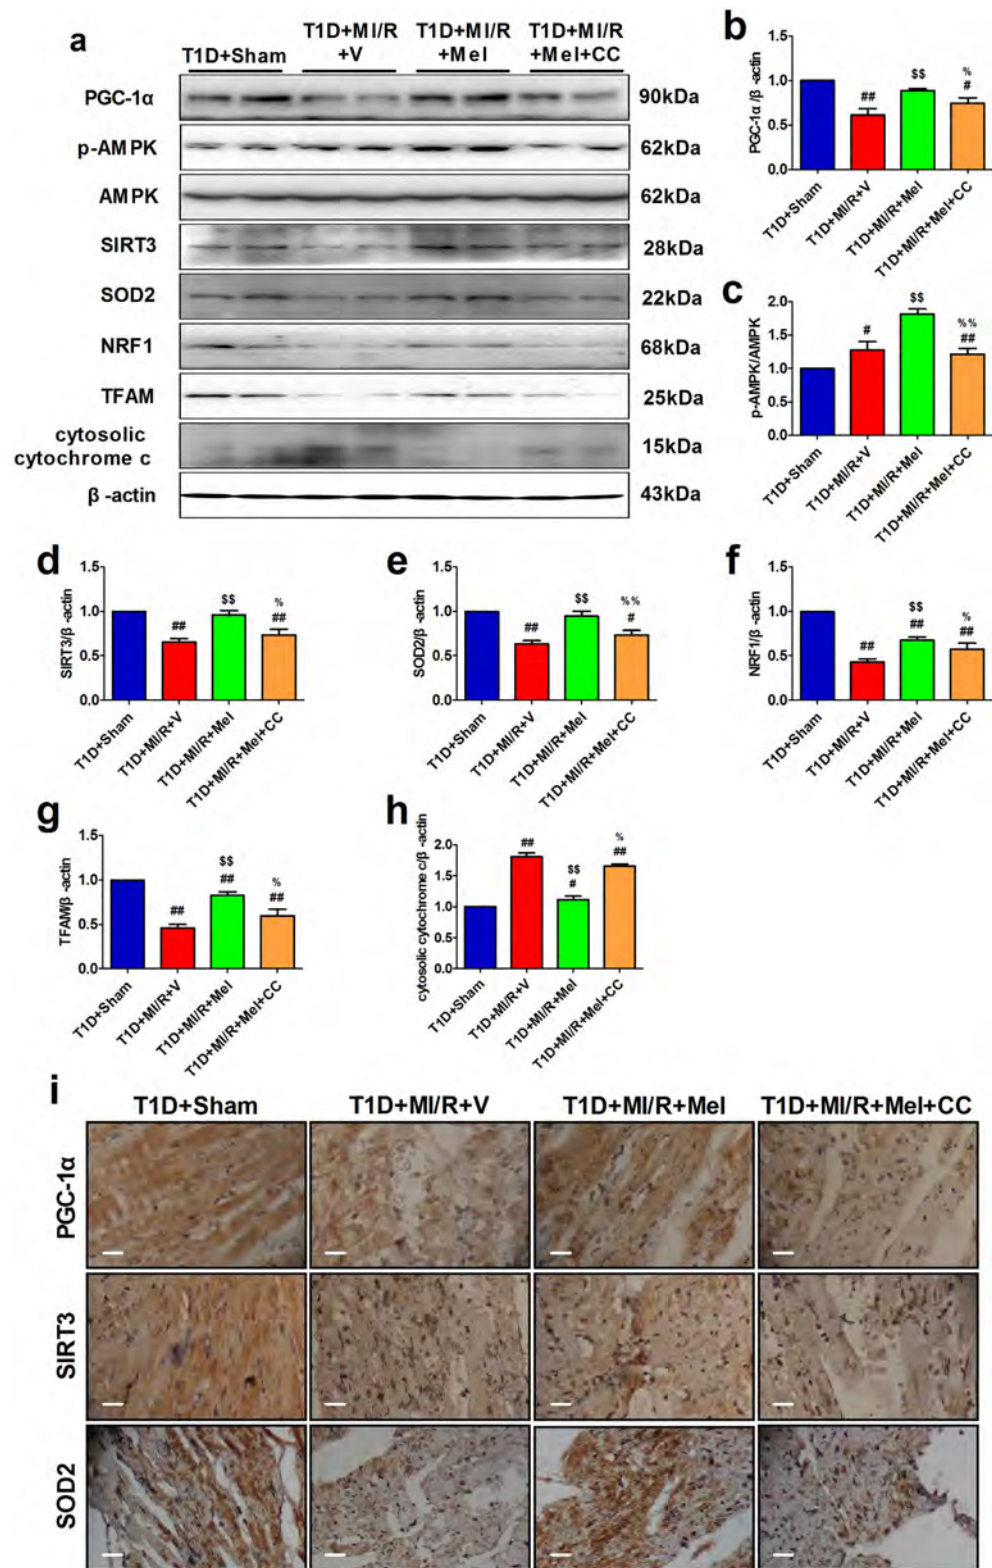 a
T1D+Sham
T1D+MI/R
+V
T1D+MI/R
+Mel
T1D+MI/R
+Mel+CC
PGC-1α
90kDa
p-AMPK
62kDa
AMPK
62kDa
SIRT3
28kDa
SOD2
22kDa
NRF1
68kDa
TFAM
25kDa
cytosolic
cytochrome c
15kDa
β -actin
43kDa
b
PGC-1α /β -actin
1.5
1.0
0.5
0.0
##
$$
%
#
T1D+Sham
T1D+MI/R+V
T1D+MI/R+Mel
T1D+MI/R+Mel+CC
c
p-AMPK/AMPK
2.0
1.5
1.0
0.5
0.0
#
$$
%%
##
T1D+Sham
T1D+MI/R+V
T1D+MI/R+Mel
T1D+MI/R+Mel+CC
d
SIRT3/β -actin
1.5
1.0
0.5
0.0
##
$$
%
##
T1D+Sham
T1D+MI/R+V
T1D+MI/R+Mel
T1D+MI/R+Mel+CC
e
SOD2/β -actin
1.5
1.0
0.5
0.0
##
$$
%%
#
T1D+Sham
T1D+MI/R+V
T1D+MI/R+Mel
T1D+MI/R+Mel+CC
f
NRF1/β -actin
1.5
1.0
0.5
0.0
##
$$
##
%
##
T1D+Sham
T1D+MI/R+V
T1D+MI/R+Mel
T1D+MI/R+Mel+CC
g
TFAM/β -actin
1.5
1.0
0.5
0.0
##
$$
##
%
##
T1D+Sham
T1D+MI/R+V
T1D+MI/R+Mel
T1D+MI/R+Mel+CC
h
cytosolic cytochrome c/β -actin
2.0
1.5
1.0
0.5
0.0
##
$$
#
%
##
T1D+Sham
T1D+MI/R+V
T1D+MI/R+Mel
T1D+MI/R+Mel+CC
i
T1D+Sham
T1D+MI/R+V
T1D+MI/R+Mel
T1D+MI/R+Mel+CC
PGC-1α
SIRT3
SOD2